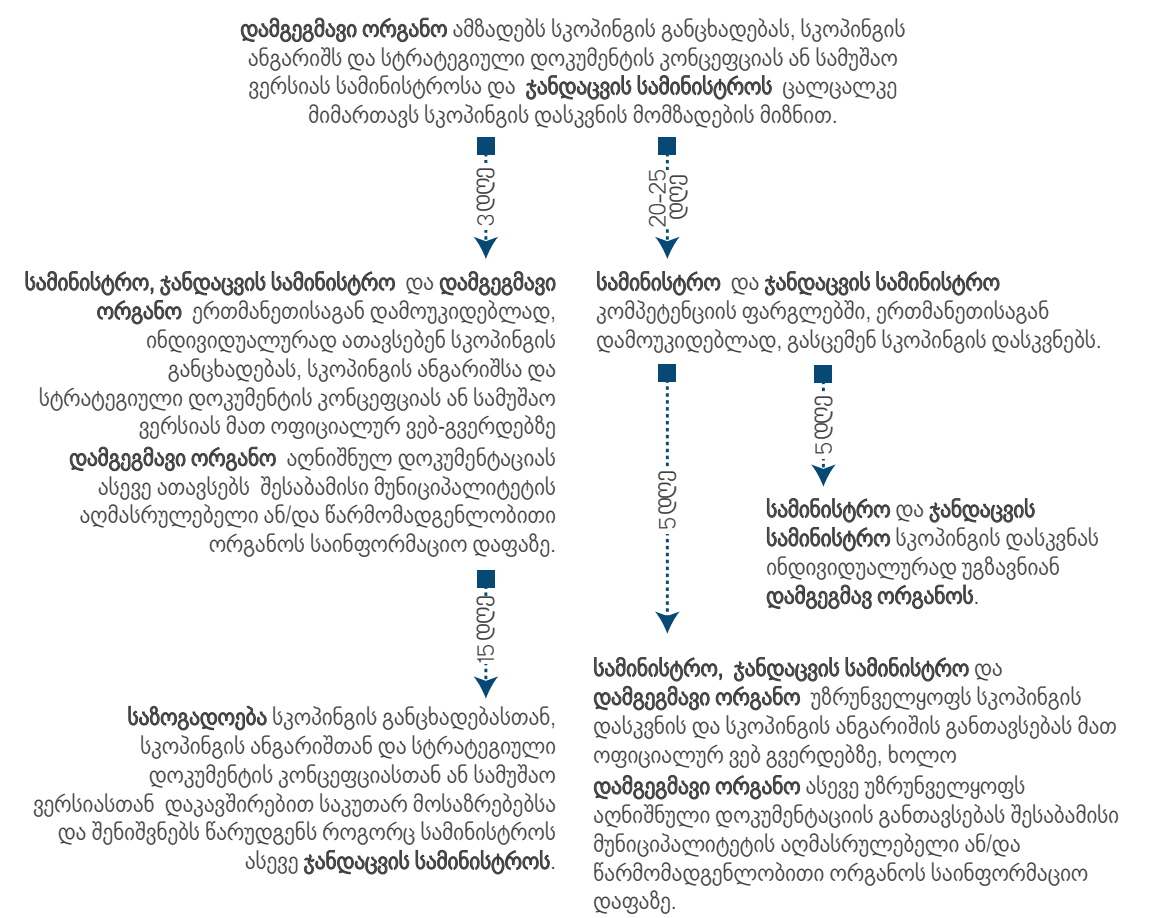 დამგეგმავი ორგანო ამზადებს სკოპინგის განცხადებას, სკოპინგის
ანგარიშს და სტრატეგიული დოკუმენტის კონცეფციას ან სამუშაო
ვერსიას სამინისტროსა და ჯანდაცვის სამინისტროს ცალცალკე
მიმართავს სკოპინგის დასკვნის მომზადების მიზნით.
3 დღე
20-25
დღე
სამინისტრო, ჯანდაცვის სამინისტრო და დამგეგმავი
ორგანო ერთმანეთისაგან დამოუკიდებლად,
ინდივიდუალურად ათავსებენ სკოპინგის
განცხადებას, სკოპინგის ანგარიშსა და
სტრატეგიული დოკუმენტის კონცეფციას ან სამუშაო
ვერსიას მათ ოფიციალურ ვებ-გვერდებზე
დამგეგმავი ორგანო აღნიშნულ დოკუმენტაციას
ასევე ათავსებს შესაბამისი მუნიციპალიტეტის
აღმასრულებელი ან/და წარმომადგენლობითი
ორგანოს საინფორმაციო დაფაზე.
15 დღე
საზოგადოება სკოპინგის განცხადებასთან,
სკოპინგის ანგარიშთან და სტრატეგიული
დოკუმენტის კონცეფციასთან ან სამუშაო
ვერსიასთან დაკავშირებით საკუთარ მოსაზრებებსა
და შენიშვნებს წარუდგენს როგორც სამინისტროს
ასევე ჯანდაცვის სამინისტროს.
სამინისტრო და ჯანდაცვის სამინისტრო
კომპეტენციის ფარგლებში, ერთმანეთისაგან
დამოუკიდებლად, გასცემენ სკოპინგის დასკვნებს.
5 დღე
5 დღე
სამინისტრო და ჯანდაცვის
სამინისტრო სკოპინგის დასკვნას
ინდივიდუალურად უგზავნიან
დამგეგმავ ორგანოს.
სამინისტრო, ჯანდაცვის სამინისტრო და
დამგეგმავი ორგანო უზრუნველყოფს სკოპინგის
დასკვნის და სკოპინგის ანგარიშის განთავსებას მათ
ოფიციალურ ვებ გვერდებზე, ხოლო
დამგეგმავი ორგანო ასევე უზრუნველყოფს
აღნიშნული დოკუმენტაციის განთავსებას შესაბამისი
მუნიციპალიტეტის აღმასრულებელი ან/და
წარმომადგენლობითი ორგანოს საინფორმაციო
დაფაზე.